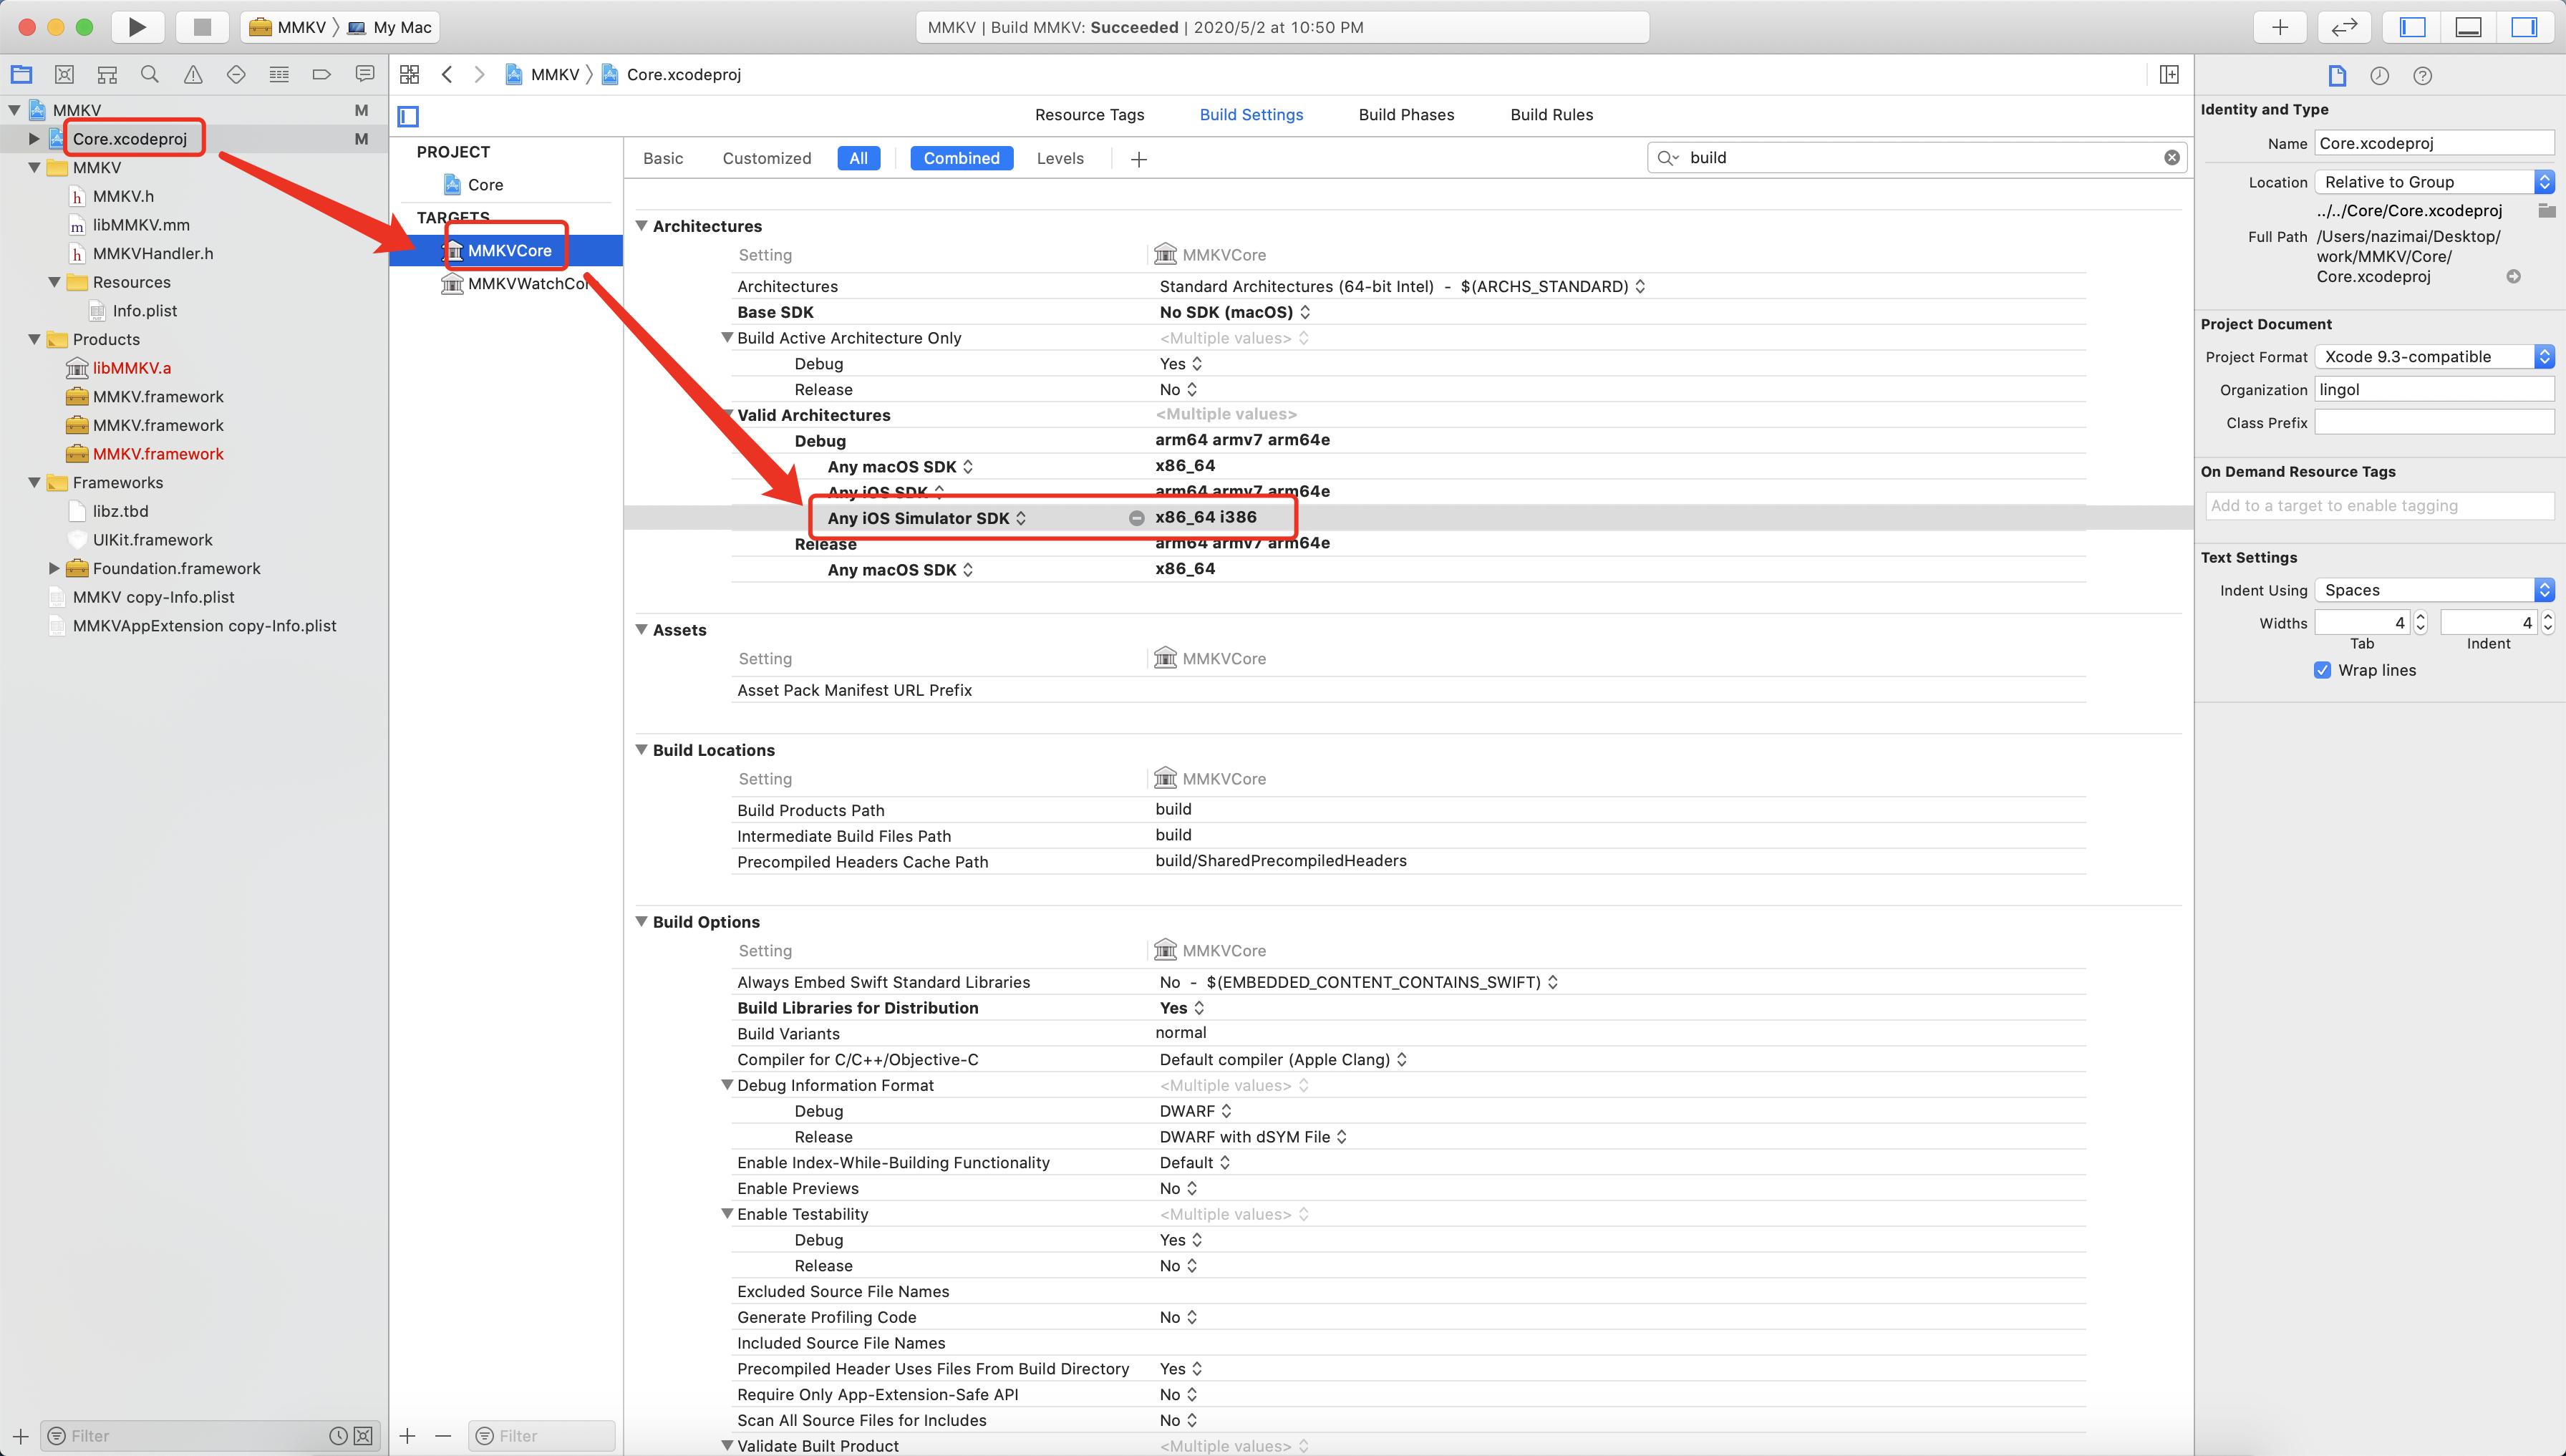 MMKV 〉 My Mac
MMKV | Build MMKV: Succeeded | 2020/5/2 at 10:50 PM
MMKV M
Core.xcodeproj M
MMKV
MMKV.h
libMMKV.mm
MMKVHandler.h
Resources
Info.plist
Products
libMMKV.a
MMKV.framework
MMKV.framework
MMKV.framework
Frameworks
libz.tbd
UIKit.framework
Foundation.framework
MMKV copy-Info.plist
MMKVAppExtension copy-Info.plist
Filter
MMKV 〉 Core.xcodeproj
Resource Tags Build Settings Build Phases Build Rules
PROJECT
Core
TARGETS
MMKVCore
MMKVWatchCor
Filter
Basic Customized All Combined Levels
build
Architectures
Setting MMKVCore
Architectures Standard Architectures (64-bit Intel) - $(ARCHS_STANDARD)
Base SDK No SDK (macOS)
Build Active Architecture Only <Multiple values>
Debug Yes
Release No
Valid Architectures <Multiple values>
Debug arm64 armv7 arm64e
Any macOS SDK x86_64
Any iOS SDK arm64 armv7 arm64e
Any iOS Simulator SDK x86_64 i386
Release arm64 armv7 arm64e
Any macOS SDK x86_64
Assets
Setting MMKVCore
Asset Pack Manifest URL Prefix
Build Locations
Setting MMKVCore
Build Products Path build
Intermediate Build Files Path build
Precompiled Headers Cache Path build/SharedPrecompiledHeaders
Build Options
Setting MMKVCore
Always Embed Swift Standard Libraries No - $(EMBEDDED_CONTENT_CONTAINS_SWIFT)
Build Libraries for Distribution Yes
Build Variants normal
Compiler for C/C++/Objective-C Default compiler (Apple Clang)
Debug Information Format <Multiple values>
Debug DWARF
Release DWARF with dSYM File
Enable Index-While-Building Functionality Default
Enable Previews No
Enable Testability <Multiple values>
Debug Yes
Release No
Excluded Source File Names
Generate Profiling Code No
Included Source File Names
Precompiled Header Uses Files From Build Directory Yes
Require Only App-Extension-Safe API No
Scan All Source Files for Includes No
Validate Built Product <Multiple values>
Identity and Type
Name Core.xcodeproj
Location Relative to Group
../../Core/Core.xcodeproj
Full Path /Users/nazimai/Desktop/
work/MMKV/Core/
Core.xcodeproj
Project Document
Project Format Xcode 9.3-compatible
Organization lingol
Class Prefix
On Demand Resource Tags
Add to a target to enable tagging
Text Settings
Indent Using Spaces
Widths 4 4
Tab Indent
Wrap lines